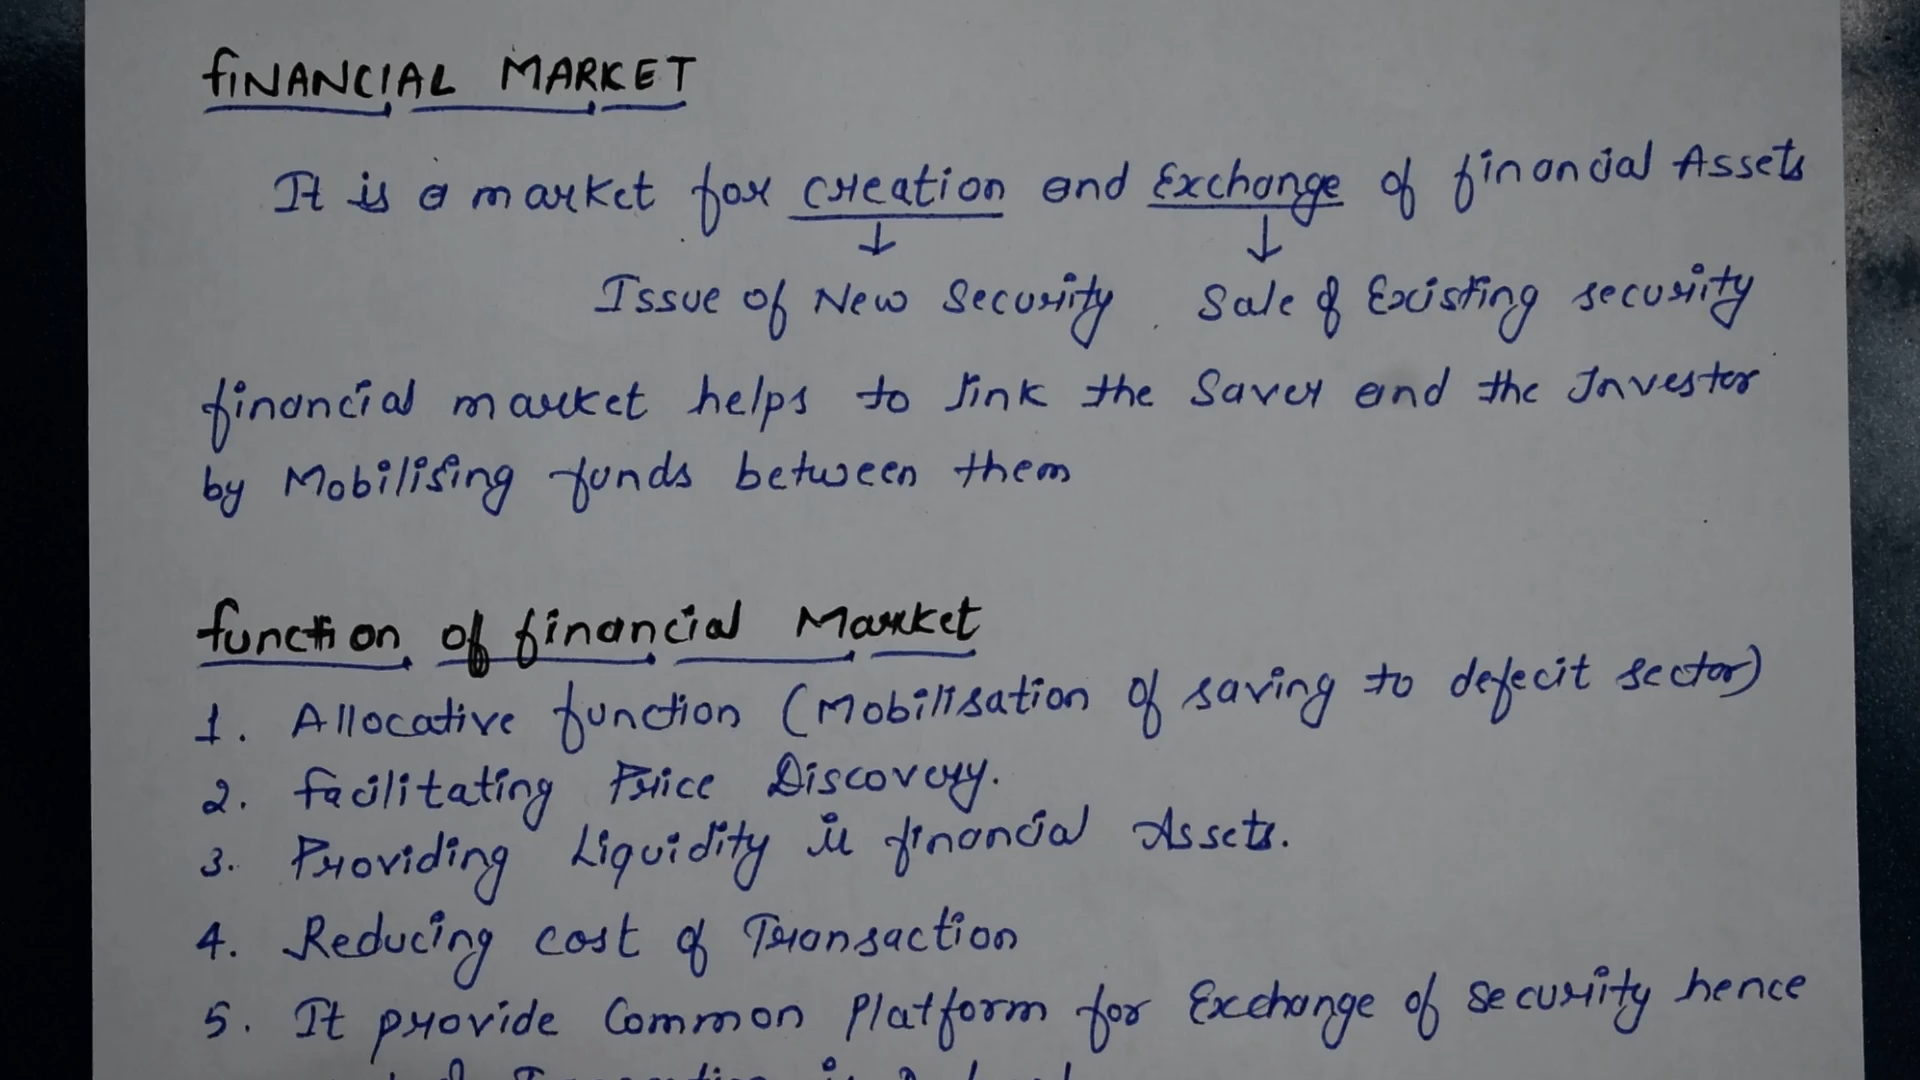 fiNANCIAL MARKET
It is a market for creation and Exchange of financial Assets
↓ ↓
Issue of New Security Sale of Existing security
financial market helps to link the Saver and the Investor
by Mobilising funds between them
function of financial Market
1. Allocative function (Mobilisation of saving to defecit sector)
2. facilitating Price Discovery.
3. Providing Liquidity in financial Assets.
4. Reducing cost of Transaction
5. It provide Common Platform for Exchange of security hence